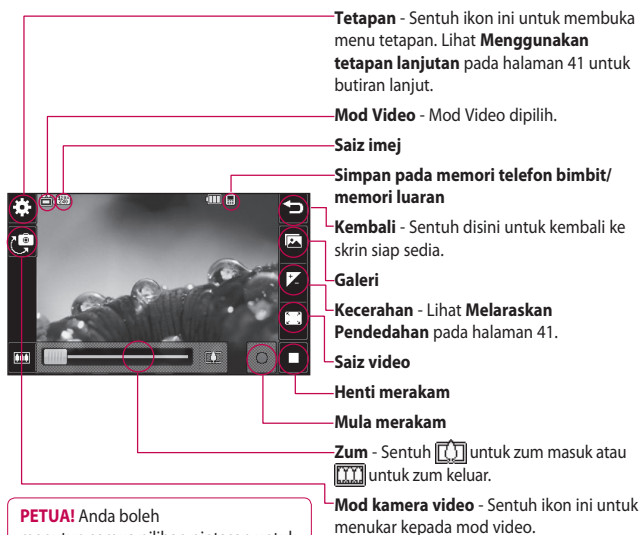 Tetapan - Sentuh ikon ini untuk membuka
menu tetapan. Lihat Menggunakan
tetapan lanjutan pada halaman 41 untuk
butiran lanjut.
Mod Video - Mod Video dipilih.
Saiz imej
Simpan pada memori telefon bimbit/
memori luaran
Kembali - Sentuh disini untuk kembali ke
skrin siap sedia.
Galeri
Kecerahan - Lihat Melaraskan
Pendedahan pada halaman 41.
Saiz video
Henti merakam
Mula merakam
Zum - Sentuh untuk zum masuk atau
untuk zum keluar.
Mod kamera video - Sentuh ikon ini untuk
menukar kepada mod video.
PETUA! Anda boleh